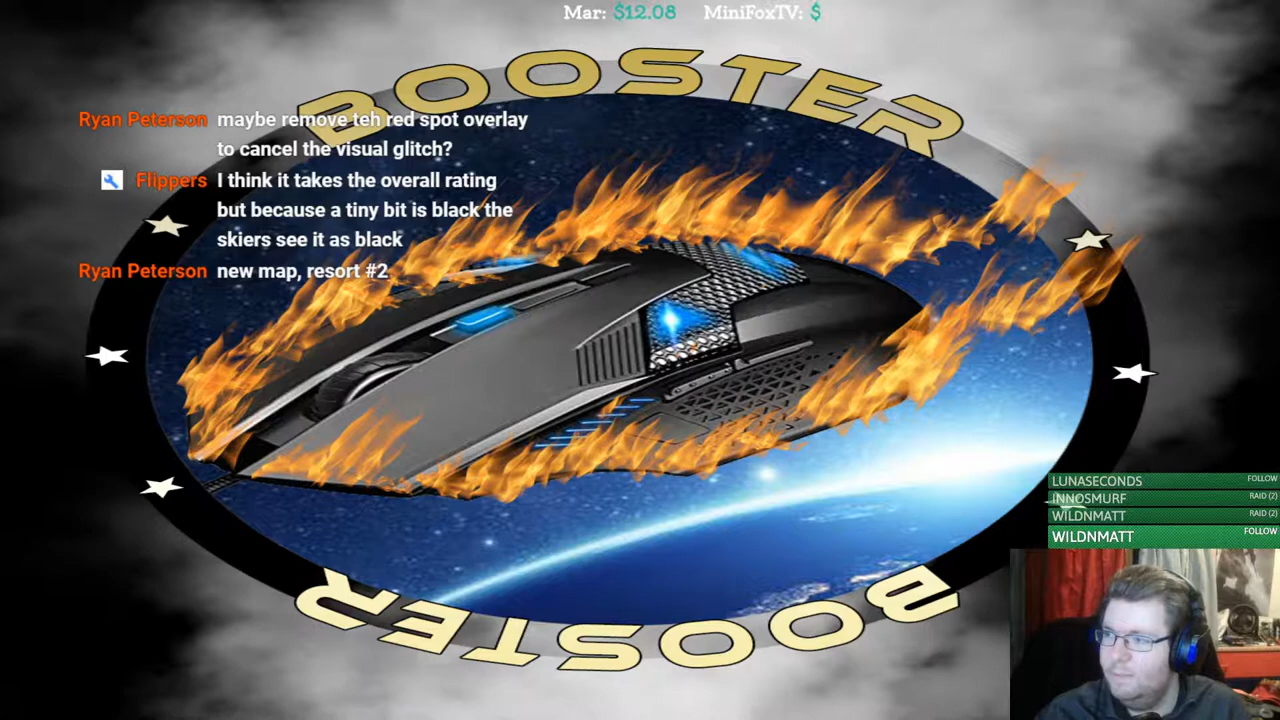 Mar: $12.08 MiniFoxTV: $
BOOSTER
Ryan Peterson maybe remove teh red spot overlay
to cancel the visual glitch?
Flippers I think it takes the overall rating
but because a tiny bit is black the
skiers see it as black
Ryan Peterson new map, resort #2
LUNASECONDS FOLLOW
INNOSMURF RAID (2)
WILDNMATT RAID (2)
WILDNMATT FOLLOW
BOOSTER